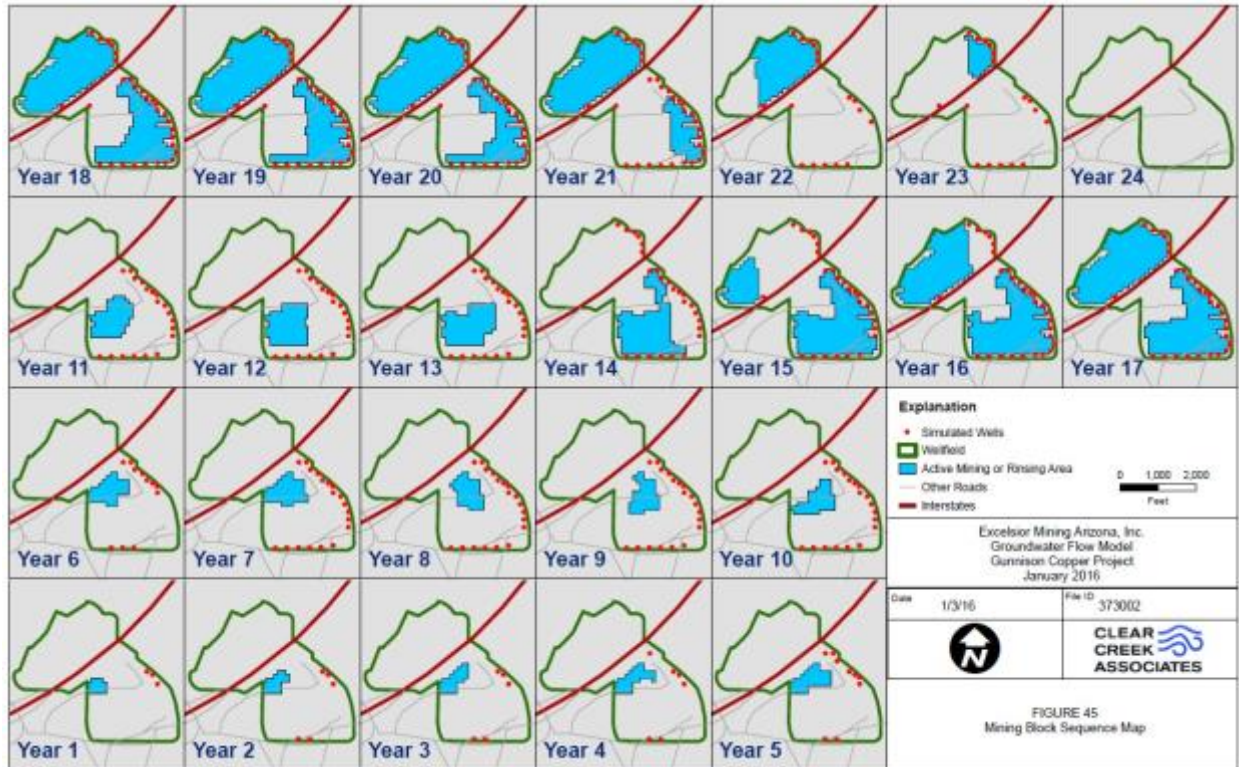 Year 18
Year 19
Year 20
Year 21
Year 22
Year 23
Year 24
Year 11
Year 12
Year 13
Year 14
Year 15
Year 16
Year 17
Year 6
Year 7
Year 8
Year 9
Year 10
Year 1
Year 2
Year 3
Year 4
Year 5
Explanation
Simulated Wells
Wellfield
Active Mining or Rinsing Area
Other Roads
Interstates
0 1,000 2,000
Feet
Excelsior Mining Arizona, Inc.
Groundwater Flow Model
Gunnison Copper Project
January 2016
Date 1/3/16
File ID 373002
N
CLEAR
CREEK
ASSOCIATES
FIGURE 45
Mining Block Sequence Map